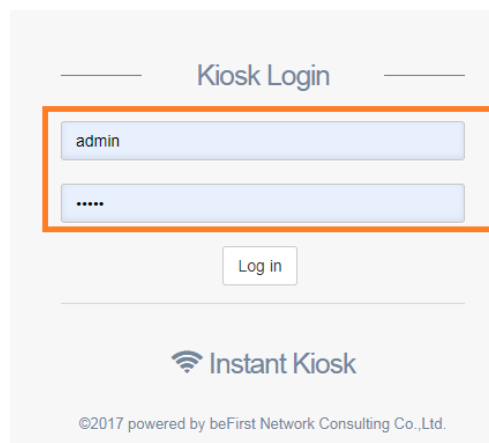 Kiosk Login
admin
•••••
Log in
Instant Kiosk
©2017 powered by beFirst Network Consulting Co.,Ltd.